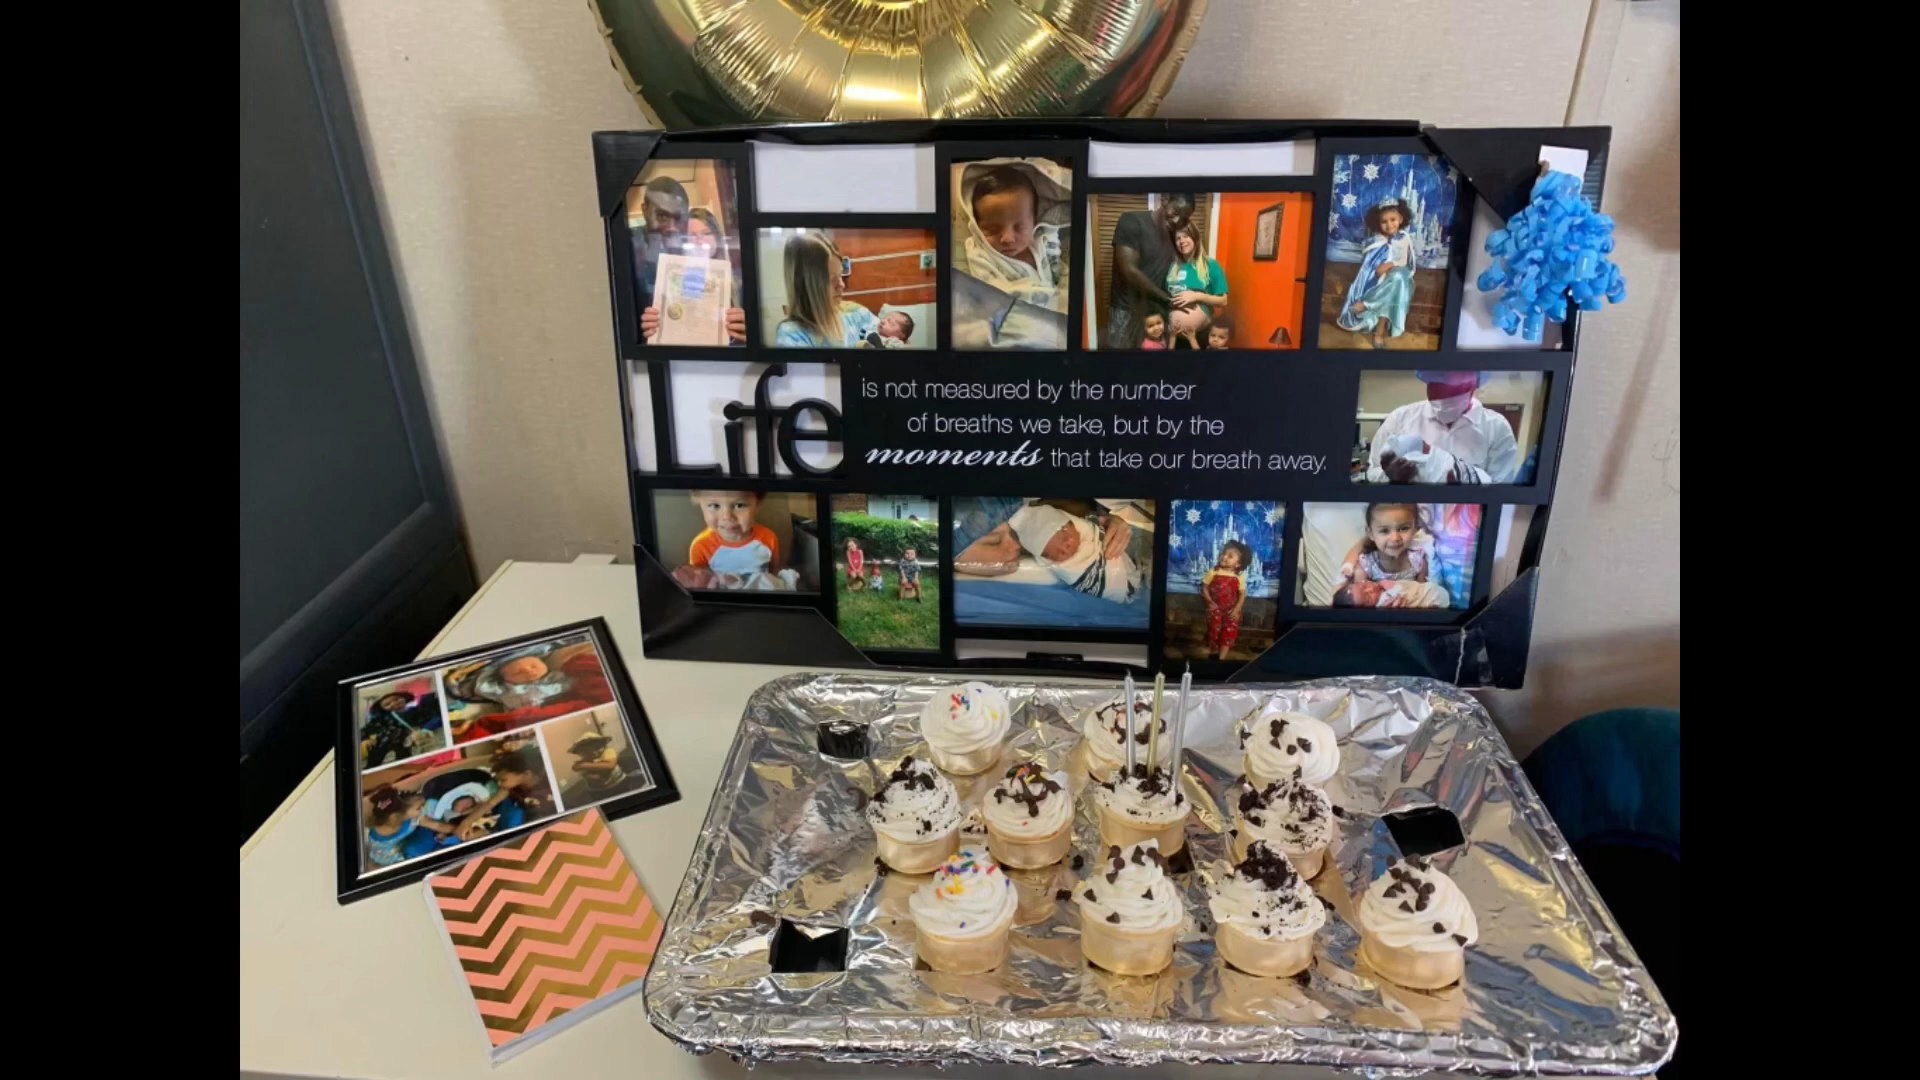 Life is not measured by the number
of breaths we take, but by the
moments that take our breath away.